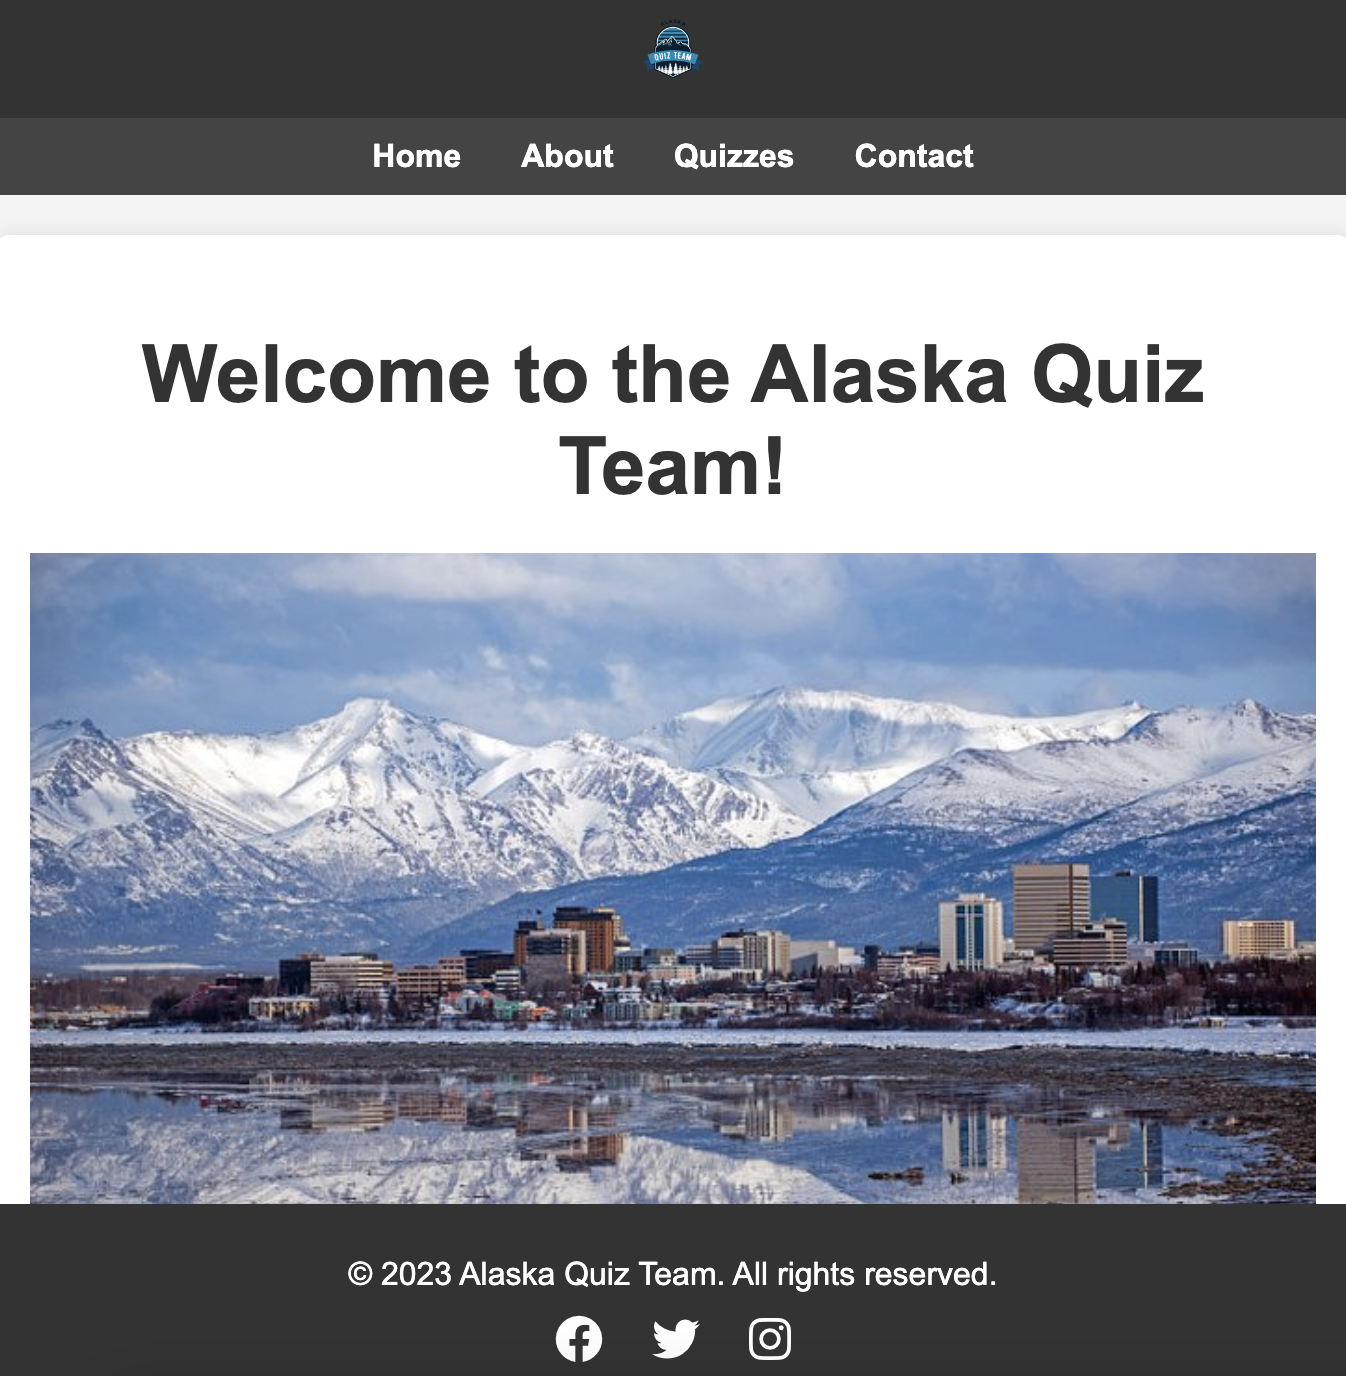 ALASKA
QUIZ TEAM
Home About Quizzes Contact
Welcome to the Alaska Quiz
Team!
© 2023 Alaska Quiz Team. All rights reserved.